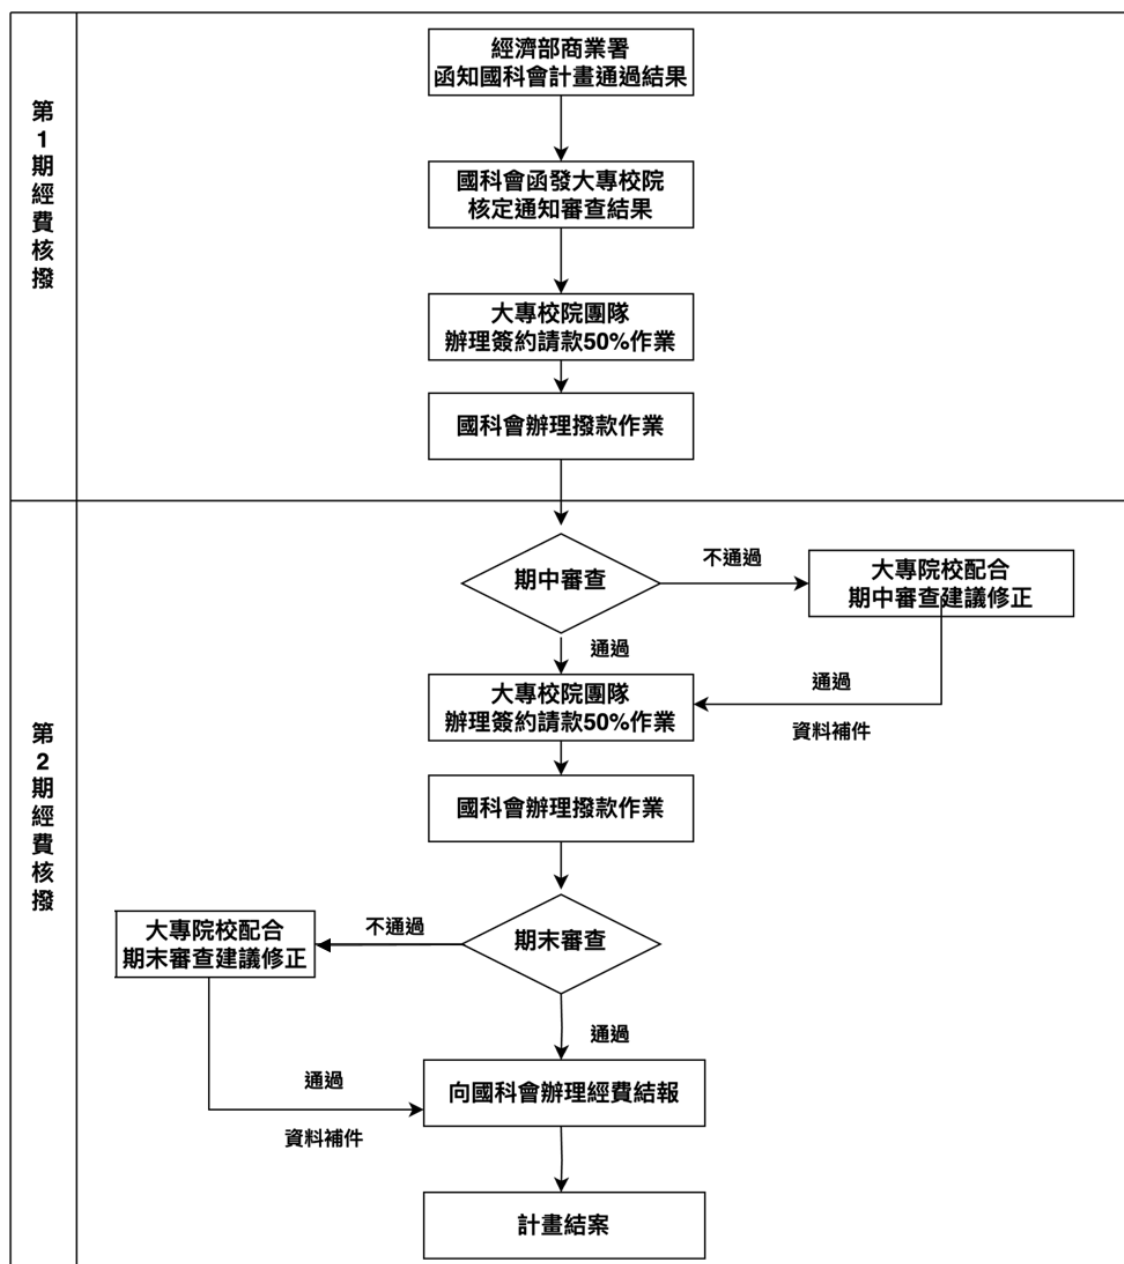 第1期經費核撥
經濟部商業署
函知國科會計畫通過結果
國科會函發大專校院
核定通知審查結果
大專校院團隊
辦理簽約請款50%作業
國科會辦理撥款作業
第2期經費核撥
期中審查
不通過
大專院校配合
期中審查建議修正
通過
通過
資料補件
大專校院團隊
辦理簽約請款50%作業
國科會辦理撥款作業
期末審查
不通過
大專院校配合
期末審查建議修正
通過
通過
資料補件
向國科會辦理經費結報
計畫結案